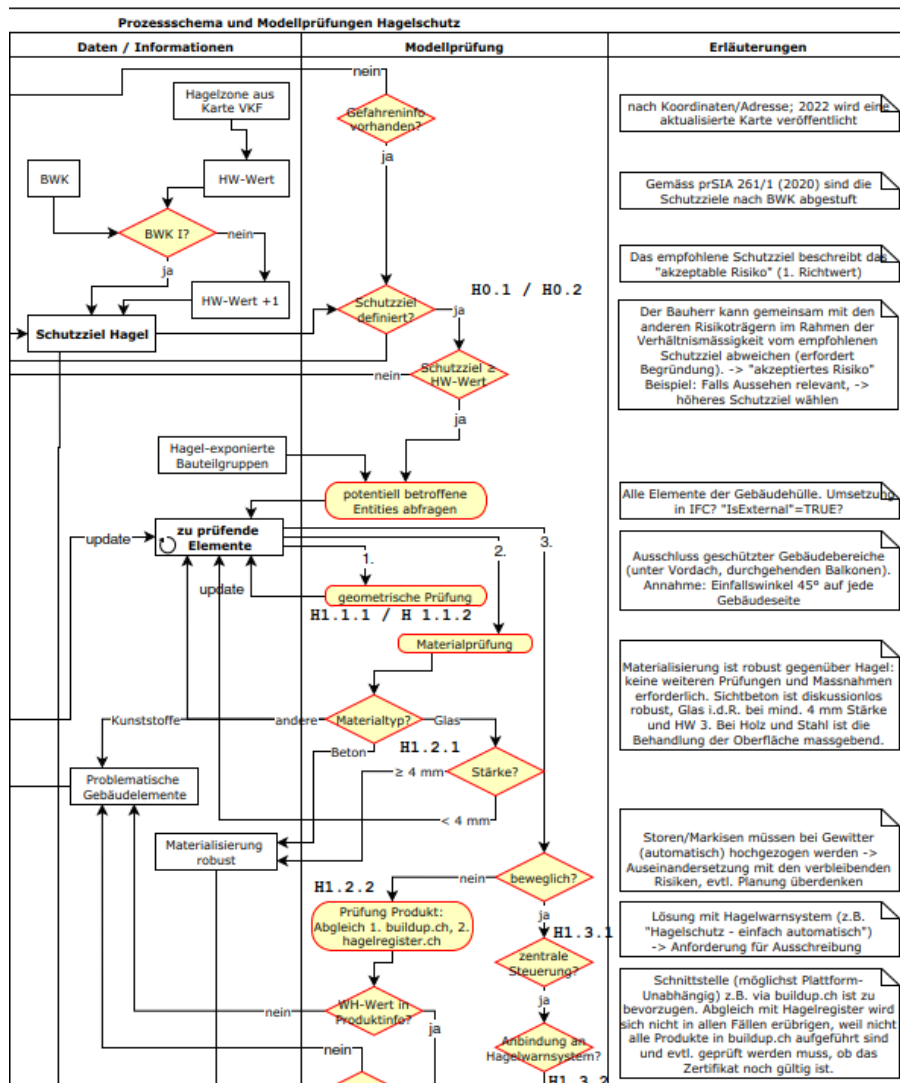 Prozessschema und Modellprüfungen Hagelschutz
Daten / Informationen
Modellprüfung
Erläuterungen
nein
Hagelzone aus
Karte VKF
Gefahreninfo
vorhanden?
nach Koordinaten/Adresse; 2022 wird eine
aktualisierte Karte veröffentlicht
ja
BWK
HW-Wert
Gemäss prSIA 261/1 (2020) sind die
Schutzziele nach BWK abgestuft
BWK I?
nein
ja
Das empfohlene Schutzziel beschreibt das
"akzeptable Risiko" (1. Richtwert)
HW-Wert +1
H0.1 / H0.2
Schutzziel Hagel
Schutzziel
definiert?
ja
Der Bauherr kann gemeinsam mit den
anderen Risikoträgern im Rahmen der
Verhältnismässigkeit vom empfohlenen
Schutzziel abweichen (erfordert
Begründung). -> "akzeptiertes Risiko"
Beispiel: Falls Aussehen relevant, ->
höheres Schutzziel wählen
nein
Schutzziel ≥
HW-Wert
ja
Hagel-exponierte
Bauteilgruppen
potentiell betroffene
Entities abfragen
Alle Elemente der Gebäudehülle. Umsetzung
in IFC? "IsExternal"=TRUE?
update
zu prüfende
Elemente
1.
2.
3.
update
geometrische Prüfung
H1.1.1 / H 1.1.2
Ausschluss geschützter Gebäudebereiche
(unter Vordach, durchgehenden Balkonen).
Annahme: Einfallswinkel 45° auf jede
Gebäudeseite
Materialprüfung
Materialisierung ist robust gegenüber Hagel:
keine weiteren Prüfungen und Massnahmen
erforderlich. Sichtbeton ist diskussionlos
robust, Glas i.d.R. bei mind. 4 mm Stärke
und HW 3. Bei Holz und Stahl ist die
Behandlung der Oberfläche massgebend.
Kunststoffe
andere
Materialtyp?
Glas
Beton
H1.2.1
≥ 4 mm
Stärke?
Problematische
Gebäudelemente
< 4 mm
Materialisierung
robust
Storen/Markisen müssen bei Gewitter
(automatisch) hochgezogen werden ->
Auseinandersetzung mit den verbleibenden
Risiken, evtl. Planung überdenken
nein
beweglich?
H1.2.2
Prüfung Produkt:
Abgleich 1. buildup.ch, 2.
hagelregister.ch
ja
H1.3.1
Lösung mit Hagelwarnsystem (z.B.
"Hagelschutz - einfach automatisch")
-> Anforderung für Ausschreibung
zentrale
Steuerung?
ja
nein
WH-Wert in
Produktinfo?
ja
Anbindung an
Hagelwarnsystem?
nein
H1.3.2
Schnittstelle (möglichst Plattform-
Unabhängig) z.B. via buildup.ch ist zu
bevorzugen. Abgleich mit Hagelregister wird
sich nicht in allen Fällen erübrigen, weil nicht
alle Produkte in buildup.ch aufgeführt sind
und evtl. geprüft werden muss, ob das
Zertifikat noch gültig ist.